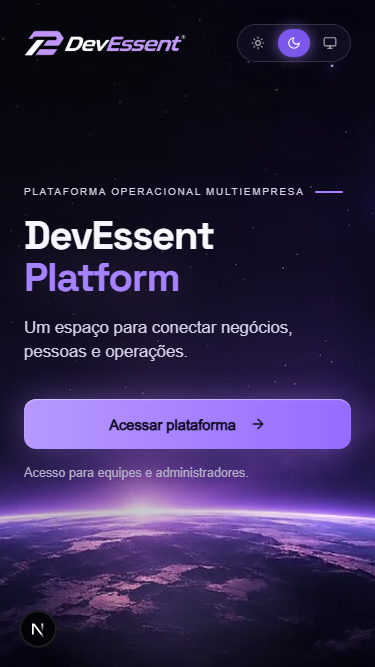 DevEssent
PLATAFORMA OPERACIONAL MULTIEMPRESA
DevEssent
Platform
Um espaço para conectar negócios,
pessoas e operações.
Acessar plataforma →
Acesso para equipes e administradores.
N